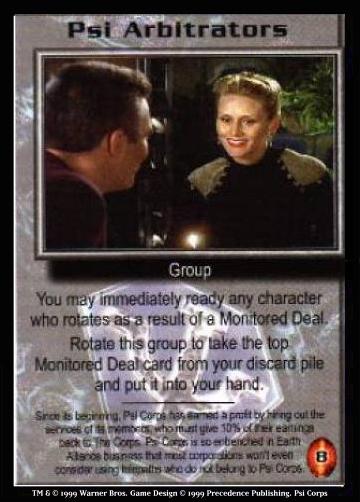 Psi Arbitrators
Group
You may immediately ready any character
who rotates as a result of a Monitored Deal.
Rotate this group to take the top
Monitored Deal card from your discard pile
and put it into your hand.
Since its beginning, Psi Corps has earned a profit by hiring out the
services of its members, who must give 10% of their earnings
back to The Corps. Psi Corps is so entrenched in Earth
Alliance business that most corporations won't even
consider using telepaths who do not belong to Psi Corps.
8
TM & © 1999 Warner Bros. Game Design © 1999 Precedence Publishing. Psi Corps